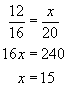 12/16 = x/20
16x = 240
x = 15